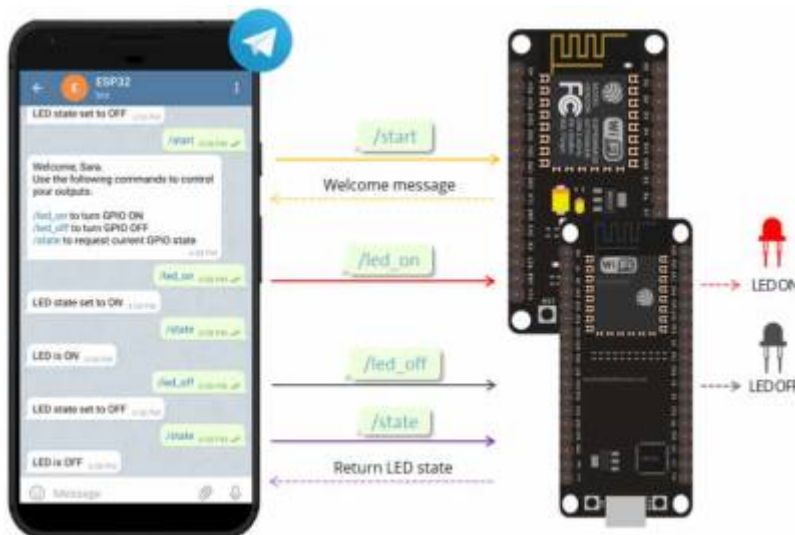 ESP32
bot
LED state set to OFF
/start
Welcome, Sara.
Use the following commands to control
your outputs.
/led_on to turn GPIO ON
/led_off to turn GPIO OFF
/state to request current GPIO state
/led_on
LED state set to ON
/state
LED is ON
/led_off
LED state set to OFF
/state
LED is OFF
Message
/start
Welcome message
/led_on
/led_off
/state
Return LED state
WiFi
FC
WiFi
LED ON
LED OFF